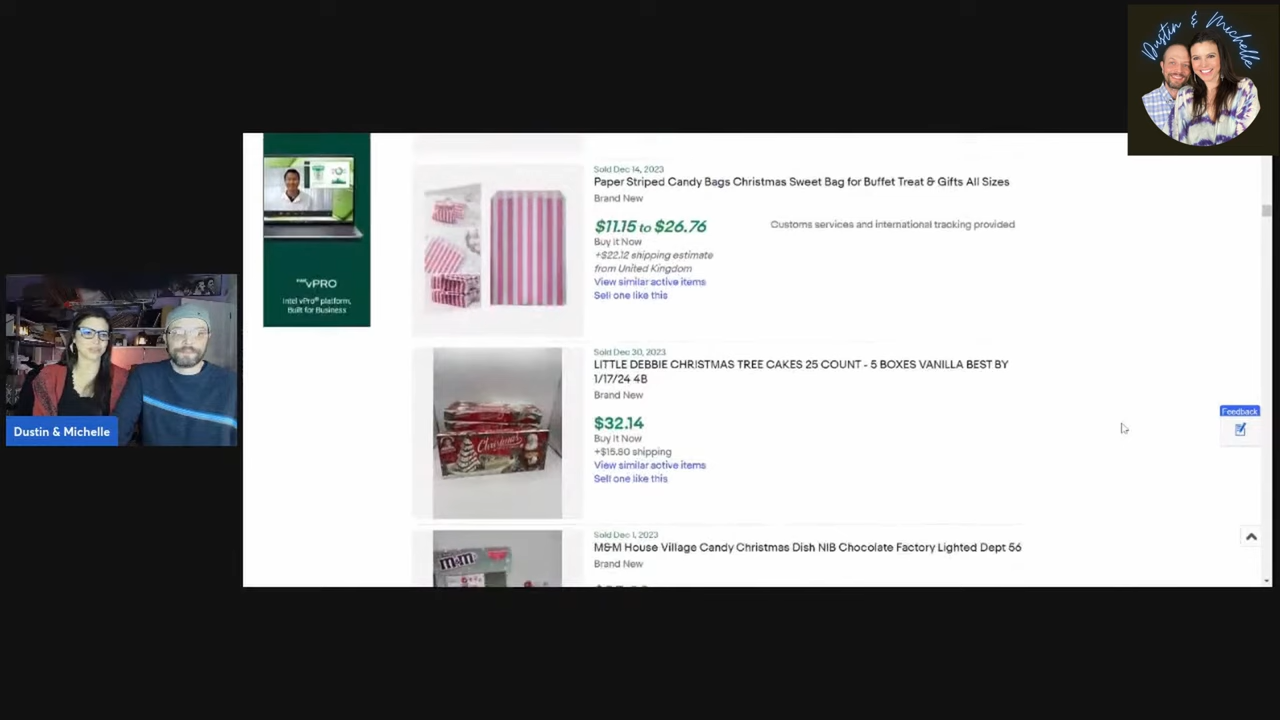 Dustin & Michelle
Sold Dec 14, 2023
Paper Striped Candy Bags Christmas Sweet Bag for Buffet Treat & Gifts All Sizes
Brand New
$11.15 to $26.76
Customs services and international tracking provided
Buy it Now
+$22.12 shipping estimate
from United Kingdom
View similar active items
Sell one like this
vPRO
Intel vPro® platform,
Built for Business
Sold Dec 30, 2023
LITTLE DEBBIE CHRISTMAS TREE CAKES 25 COUNT - 5 BOXES VANILLA BEST BY
1/17/24 4B
Brand New
$32.14
Buy it Now
+$15.80 shipping
View similar active items
Sell one like this
Christmas
Feedback
Dustin & Michelle
Sold Dec 1, 2023
M&M House Village Candy Christmas Dish NIB Chocolate Factory Lighted Dept 56
Brand New
m&m